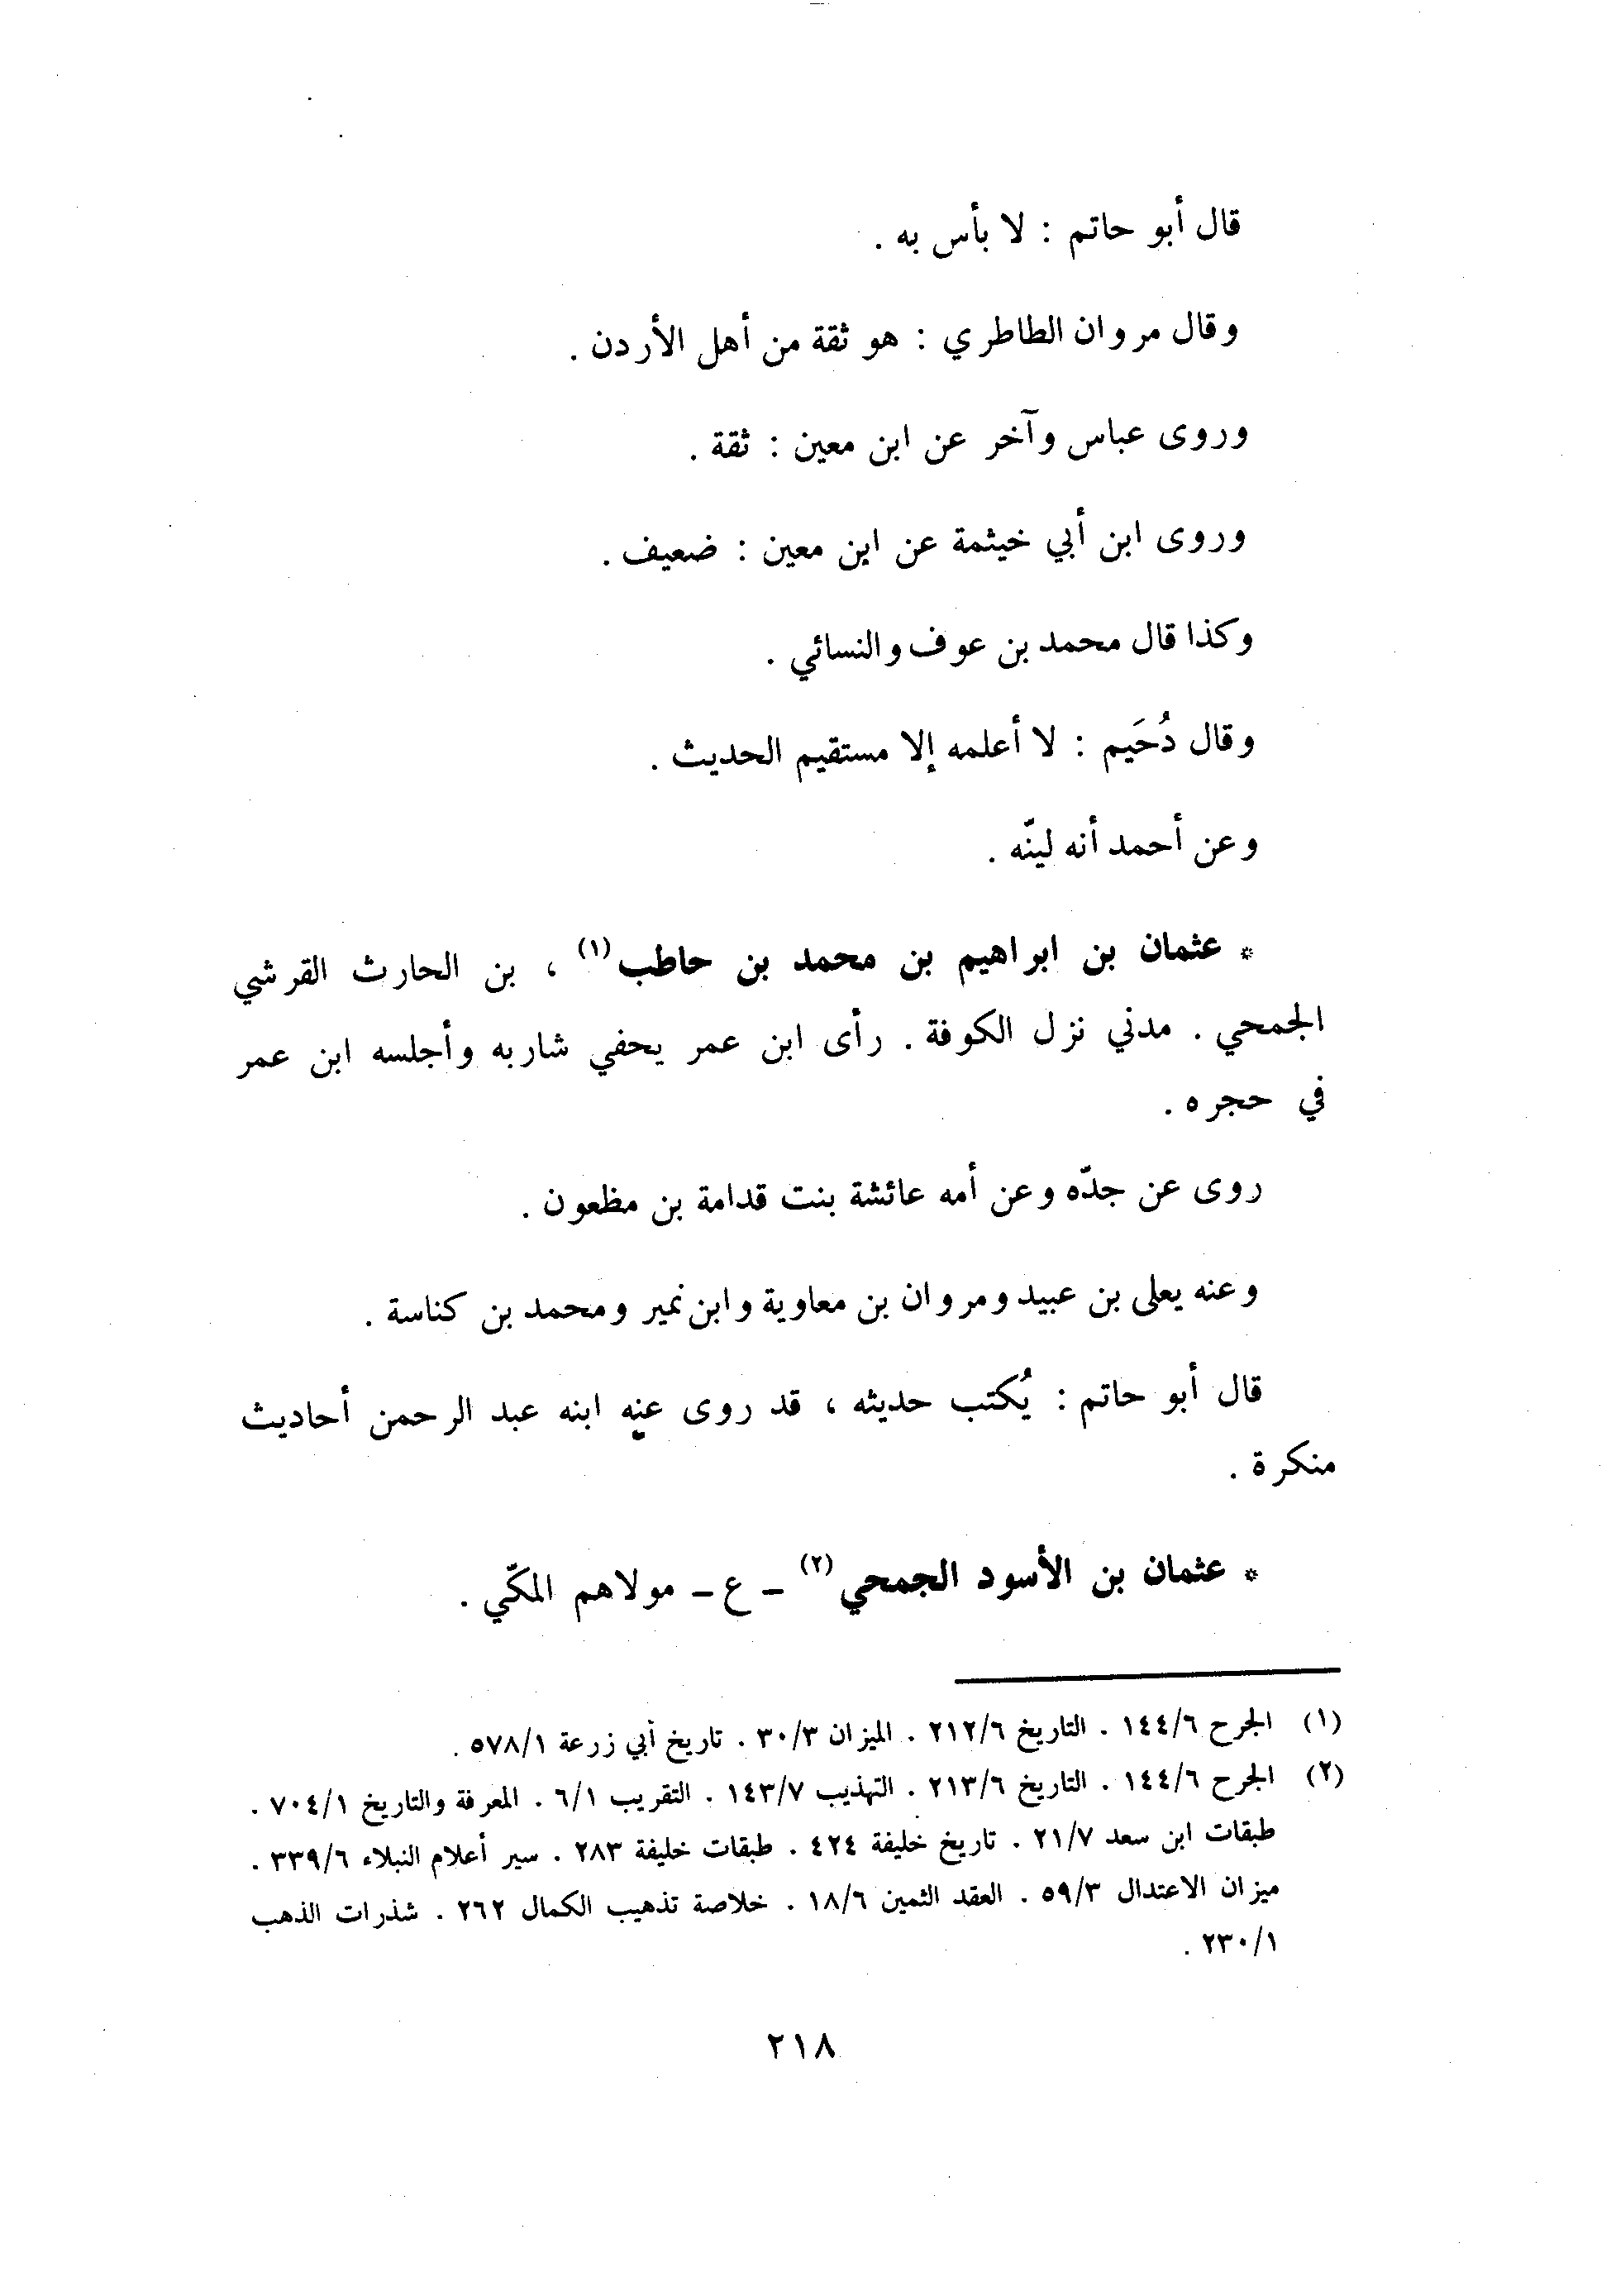 قال أبو حاتم : لا بأس به .
وقال مروان الطاطري : هو ثقة من أهل الأردن .
وروى عباس وآخر عن ابن معين : ثقة .
وروى ابن أبي خيثمة عن ابن معين : ضعيف .
وكذا قال محمد بن عوف والنسائي .
وقال دُحَيم : لا أعلمه إلا مستقيم الحديث .
وعن أحمد أنه لينّه .
* عثمان بن ابراهيم بن محمد بن حاطب(١) ، بن الحارث القرشي
الجمحي . مدني نزل الكوفة . رأى ابن عمر يحفي شاربه وأجلسه ابن عمر
في حجره .
روى عن جدّه وعن أمه عائشة بنت قدامة بن مظعون .
وعنه يعلى بن عبيد ومروان بن معاوية وابن نمير ومحمد بن كناسة .
قال أبو حاتم : يُكتب حديثه ، قد روى عنه ابنه عبد الرحمن أحاديث
منكرة .
* عثمان بن الأسود الجمحي(٢) ـ ع ـ مولاهم المكّي .
(١) الجرح ١٤٤/٦ . التاريخ ٢١٢/٦ . الميزان ٣٠/٣ . تاريخ أبي زرعة ٥٧٨/١ .
(٢) الجرح ١٤٤/٦ . التاريخ ٢١٣/٦ . التهذيب ١٤٣/٧ . التقريب ٦/١ . المعرفة والتاريخ ٧٠٤/١ .
طبقات ابن سعد ٢١/٧ . تاريخ خليفة ٤٢٤ . طبقات خليفة ٢٨٣ . سير أعلام النبلاء ٣٣٩/٦ .
ميزان الاعتدال ٥٩/٣ . العقد الثمين ١٨/٦ . خلاصة تذهيب الكمال ٢٦٢ . شذرات الذهب
٢٣٠/١ .
٢١٨